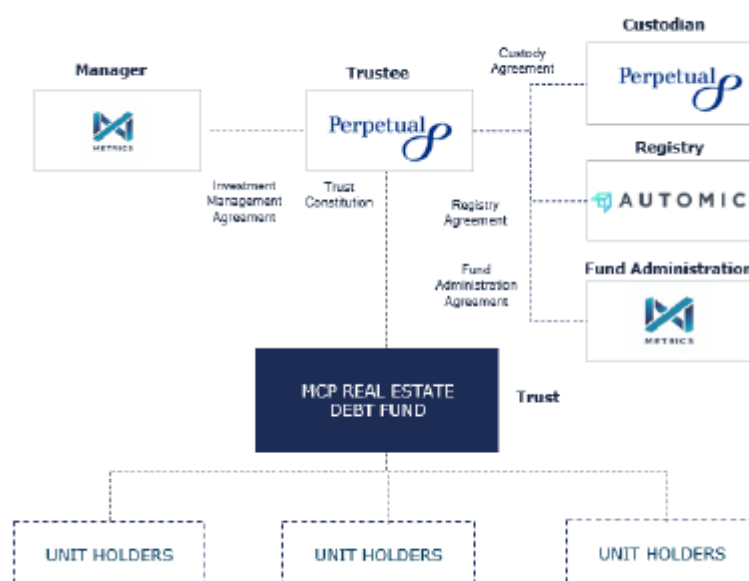 Custodian
Custody
Agreement
Perpetual
Manager
Trustee
METRICS
Perpetual
Registry
AUTOMIC
Investment
Management
Agreement
Trust
Constitution
Registry
Agreement
Fund Administration
Fund
Administration
Agreement
METRICS
MCP REAL ESTATE
DEBT FUND
Trust
UNIT HOLDERS
UNIT HOLDERS
UNIT HOLDERS